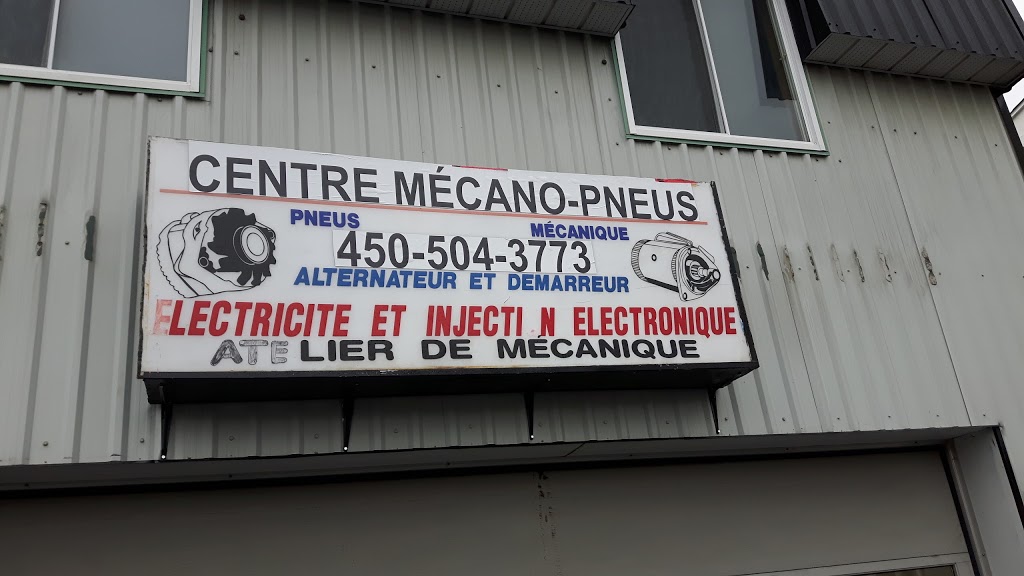 CENTRE MÉCANO-PNEUS
PNEUS MÉCANIQUE
450-504-3773
ALTERNATEUR ET DEMARREUR
ELECTRICITE ET INJECTI N ELECTRONIQUE
ATELIER DE MÉCANIQUE